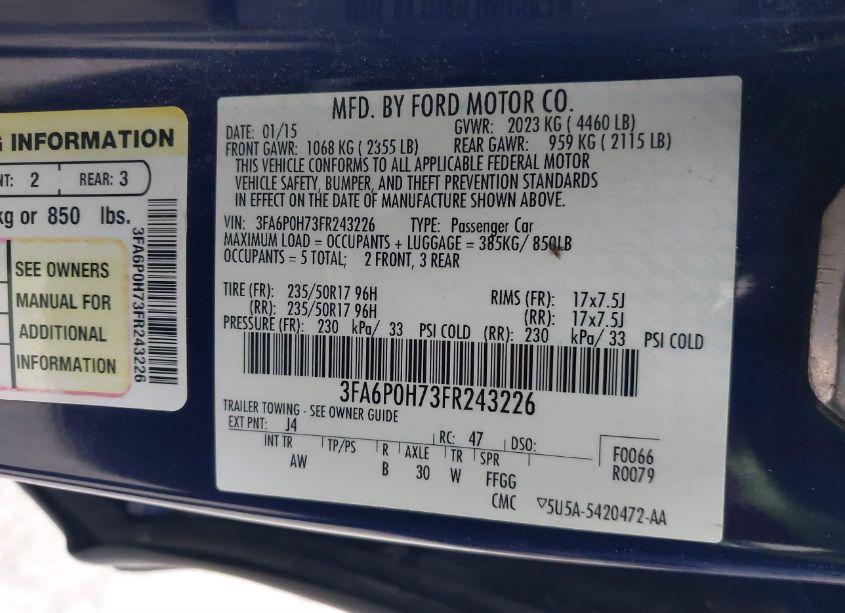 G INFORMATION
NT: 2 REAR: 3
kg or 850 lbs.
SEE OWNERS
MANUAL FOR
ADDITIONAL
INFORMATION
3FA6P0H73FR243226
MFD. BY FORD MOTOR CO.
DATE: 01/15 GVWR: 2023 KG ( 4460 LB)
FRONT GAWR: 1068 KG ( 2355 LB) REAR GAWR: 959 KG ( 2115 LB)
THIS VEHICLE CONFORMS TO ALL APPLICABLE FEDERAL MOTOR
VEHICLE SAFETY, BUMPER, AND THEFT PREVENTION STANDARDS
IN EFFECT ON THE DATE OF MANUFACTURE SHOWN ABOVE.
VIN: 3FA6P0H73FR243226 TYPE: Passenger Car
MAXIMUM LOAD = OCCUPANTS + LUGGAGE = 385KG/ 850LB
OCCUPANTS = 5 TOTAL; 2 FRONT, 3 REAR
TIRE (FR): 235/50R17 96H RIMS (FR): 17x7.5J
(RR): 235/50R17 96H (RR): 17x7.5J
PRESSURE (FR): 230 kPa/ 33 PSI COLD (RR): 230 kPa/ 33 PSI COLD
3FA6P0H73FR243226
TRAILER TOWING - SEE OWNER GUIDE
EXT PNT: J4 RC: 47 DSO: F0066
INT TR TP/PS R AXLE TR SPR R0079
AW B 30 W FFGG
CMC ▽5U5A-5420472-AA